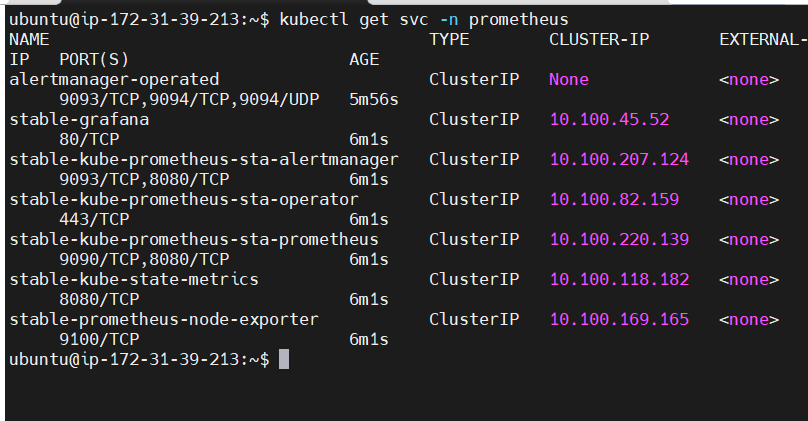 ubuntu@ip-172-31-39-213:~$ kubectl get svc -n prometheus
NAME                                      TYPE        CLUSTER-IP       EXTERNAL-
IP   PORT(S)                      AGE
alertmanager-operated                     ClusterIP   None             <none>
     9093/TCP,9094/TCP,9094/UDP   5m56s
stable-grafana                            ClusterIP   10.100.45.52     <none>
     80/TCP                       6m1s
stable-kube-prometheus-sta-alertmanager   ClusterIP   10.100.207.124   <none>
     9093/TCP,8080/TCP            6m1s
stable-kube-prometheus-sta-operator       ClusterIP   10.100.82.159    <none>
     443/TCP                      6m1s
stable-kube-prometheus-sta-prometheus     ClusterIP   10.100.220.139   <none>
     9090/TCP,8080/TCP            6m1s
stable-kube-state-metrics                 ClusterIP   10.100.118.182   <none>
     8080/TCP                     6m1s
stable-prometheus-node-exporter           ClusterIP   10.100.169.165   <none>
     9100/TCP                     6m1s
ubuntu@ip-172-31-39-213:~$